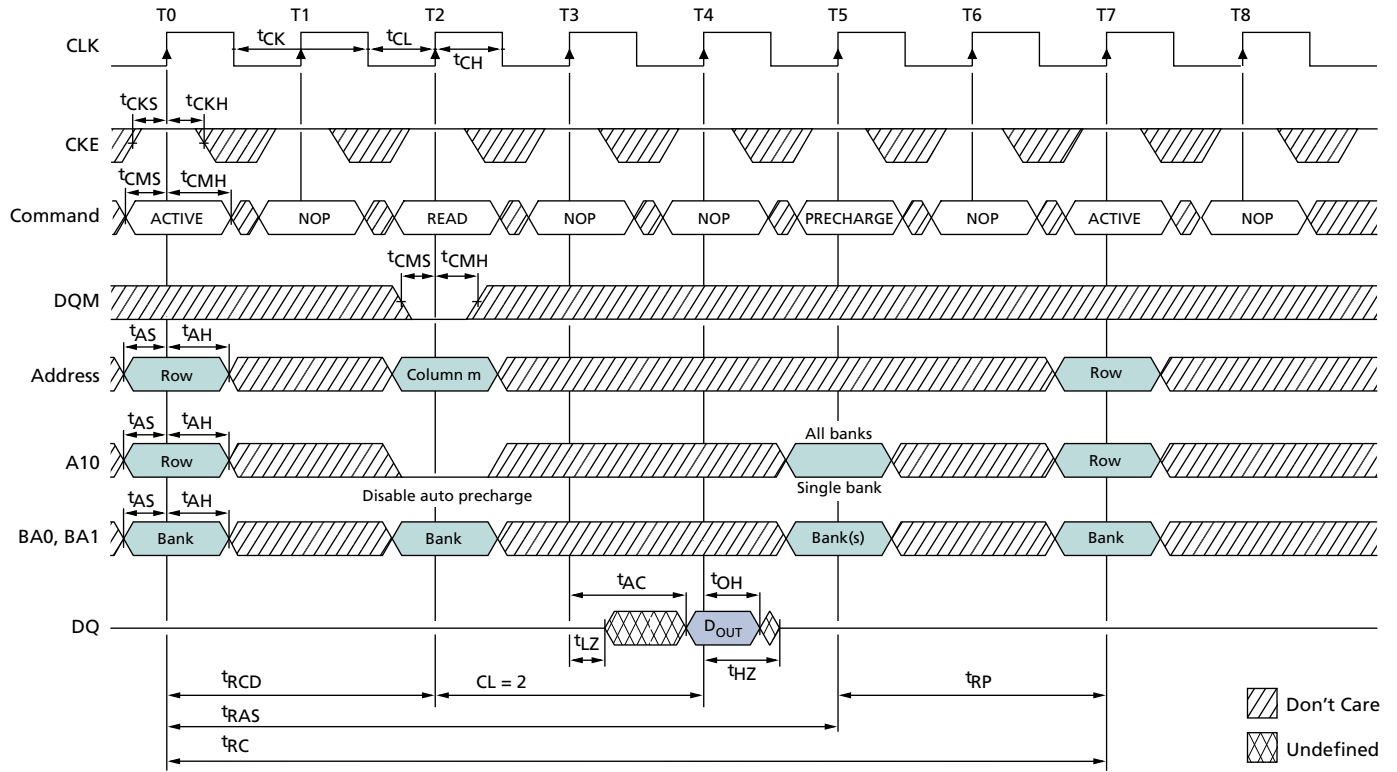 T0 T1 T2 T3 T4 T5 T6 T7 T8
CLK
tCK tCL
tCH
tCKS tCKH
CKE
tCMS tCMH
Command ACTIVE NOP READ NOP NOP PRECHARGE NOP ACTIVE NOP
tCMS tCMH
DQM
tAS tAH
Address Row Column m Row
tAS tAH
All banks
A10 Row Row
Disable auto precharge Single bank
tAS tAH
BA0, BA1 Bank Bank Bank(s) Bank
tAC tOH
DQ DOUT
tLZ tHZ
tRCD CL = 2 tRP
tRAS
tRC
Don't Care
Undefined